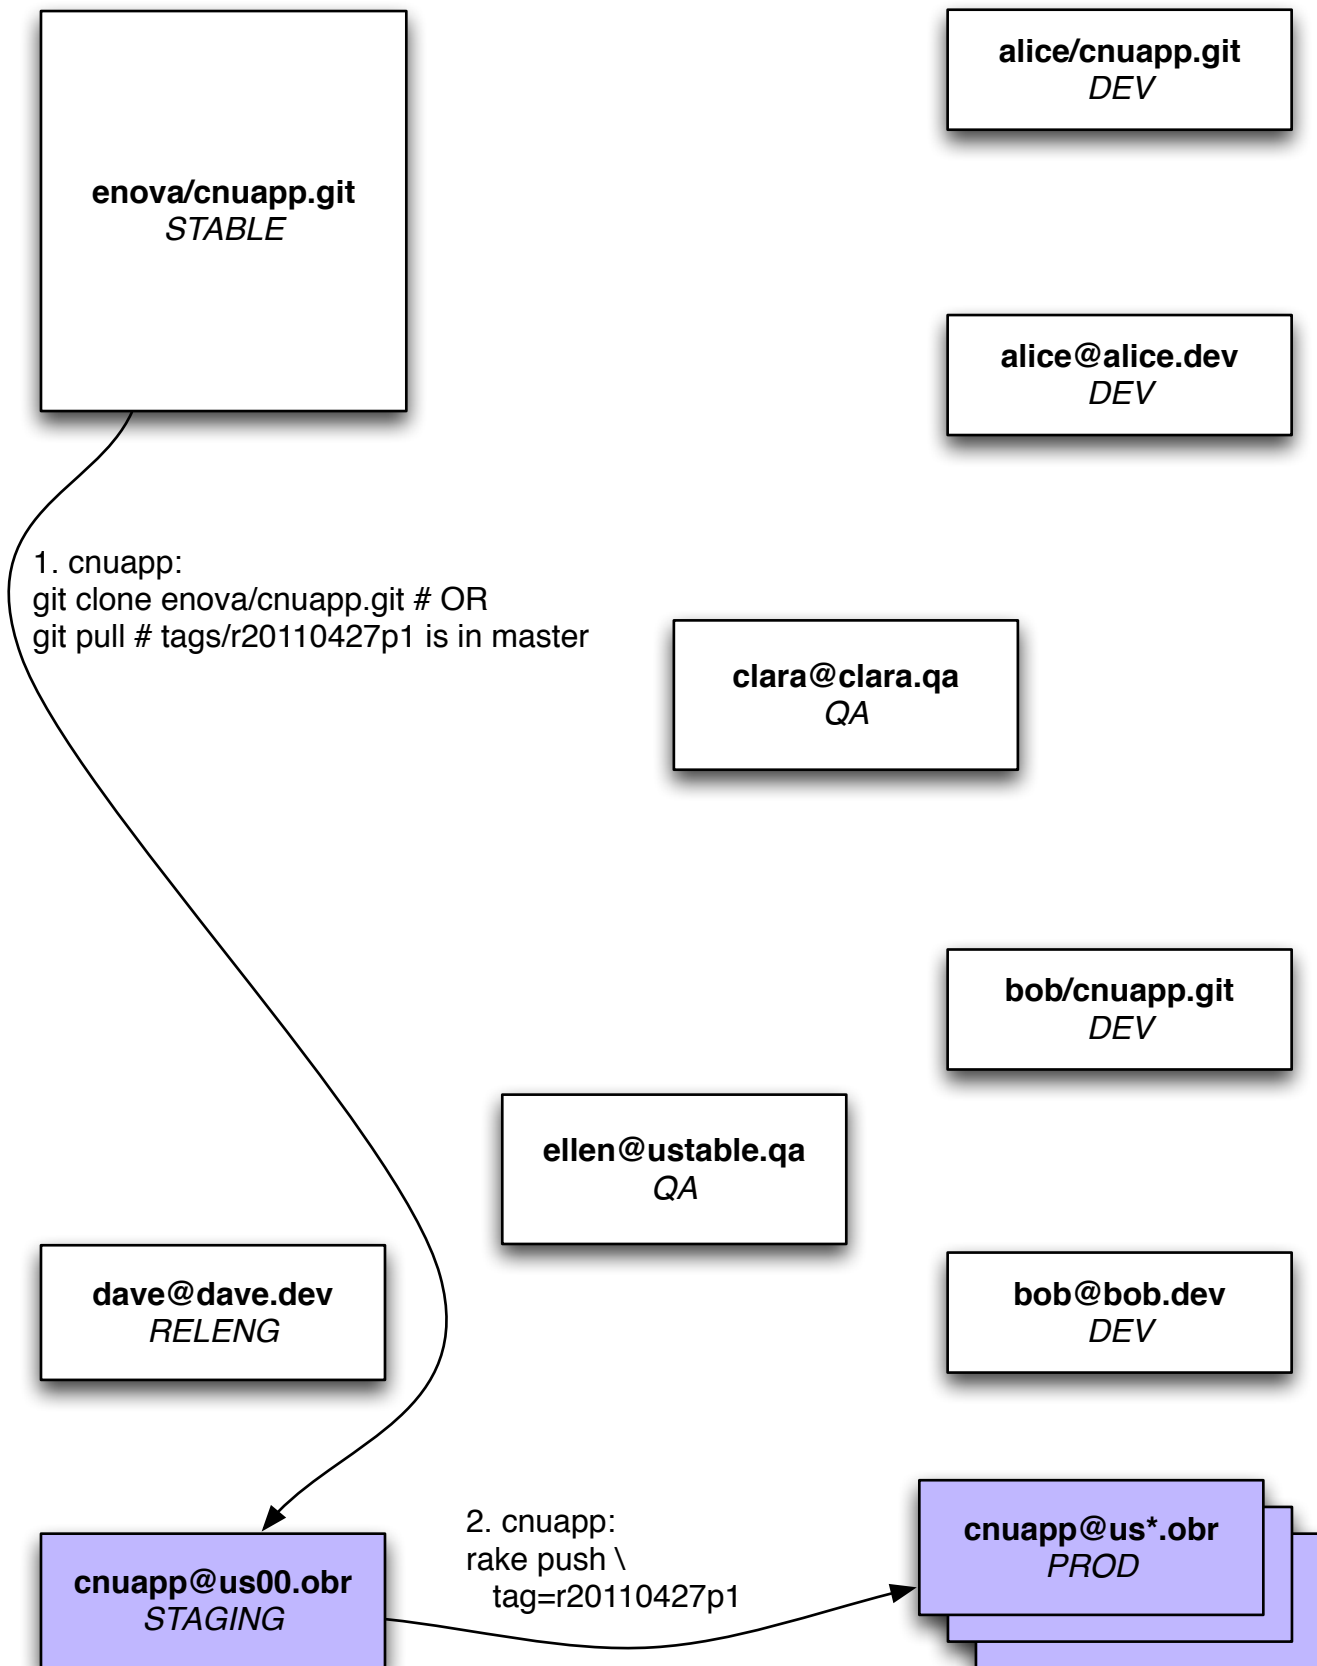 enova/cnuapp.git
STABLE
alice/cnuapp.git
DEV
alice@alice.dev
DEV
1. cnuapp:
git clone enova/cnuapp.git # OR
git pull # tags/r20110427p1 is in master
clara@clara.qa
QA
bob/cnuapp.git
DEV
ellen@ustable.qa
QA
dave@dave.dev
RELENG
bob@bob.dev
DEV
cnuapp@us00.obr
STAGING
2. cnuapp:
rake push \
tag=r20110427p1
cnuapp@us*.obr
PROD